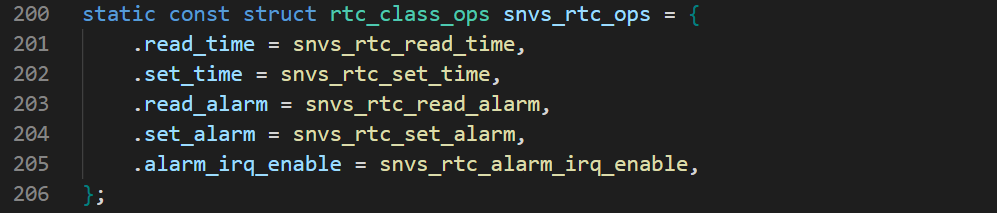 200 static const struct rtc_class_ops snvs_rtc_ops = {
201     .read_time = snvs_rtc_read_time,
202     .set_time = snvs_rtc_set_time,
203     .read_alarm = snvs_rtc_read_alarm,
204     .set_alarm = snvs_rtc_set_alarm,
205     .alarm_irq_enable = snvs_rtc_alarm_irq_enable,
206 };